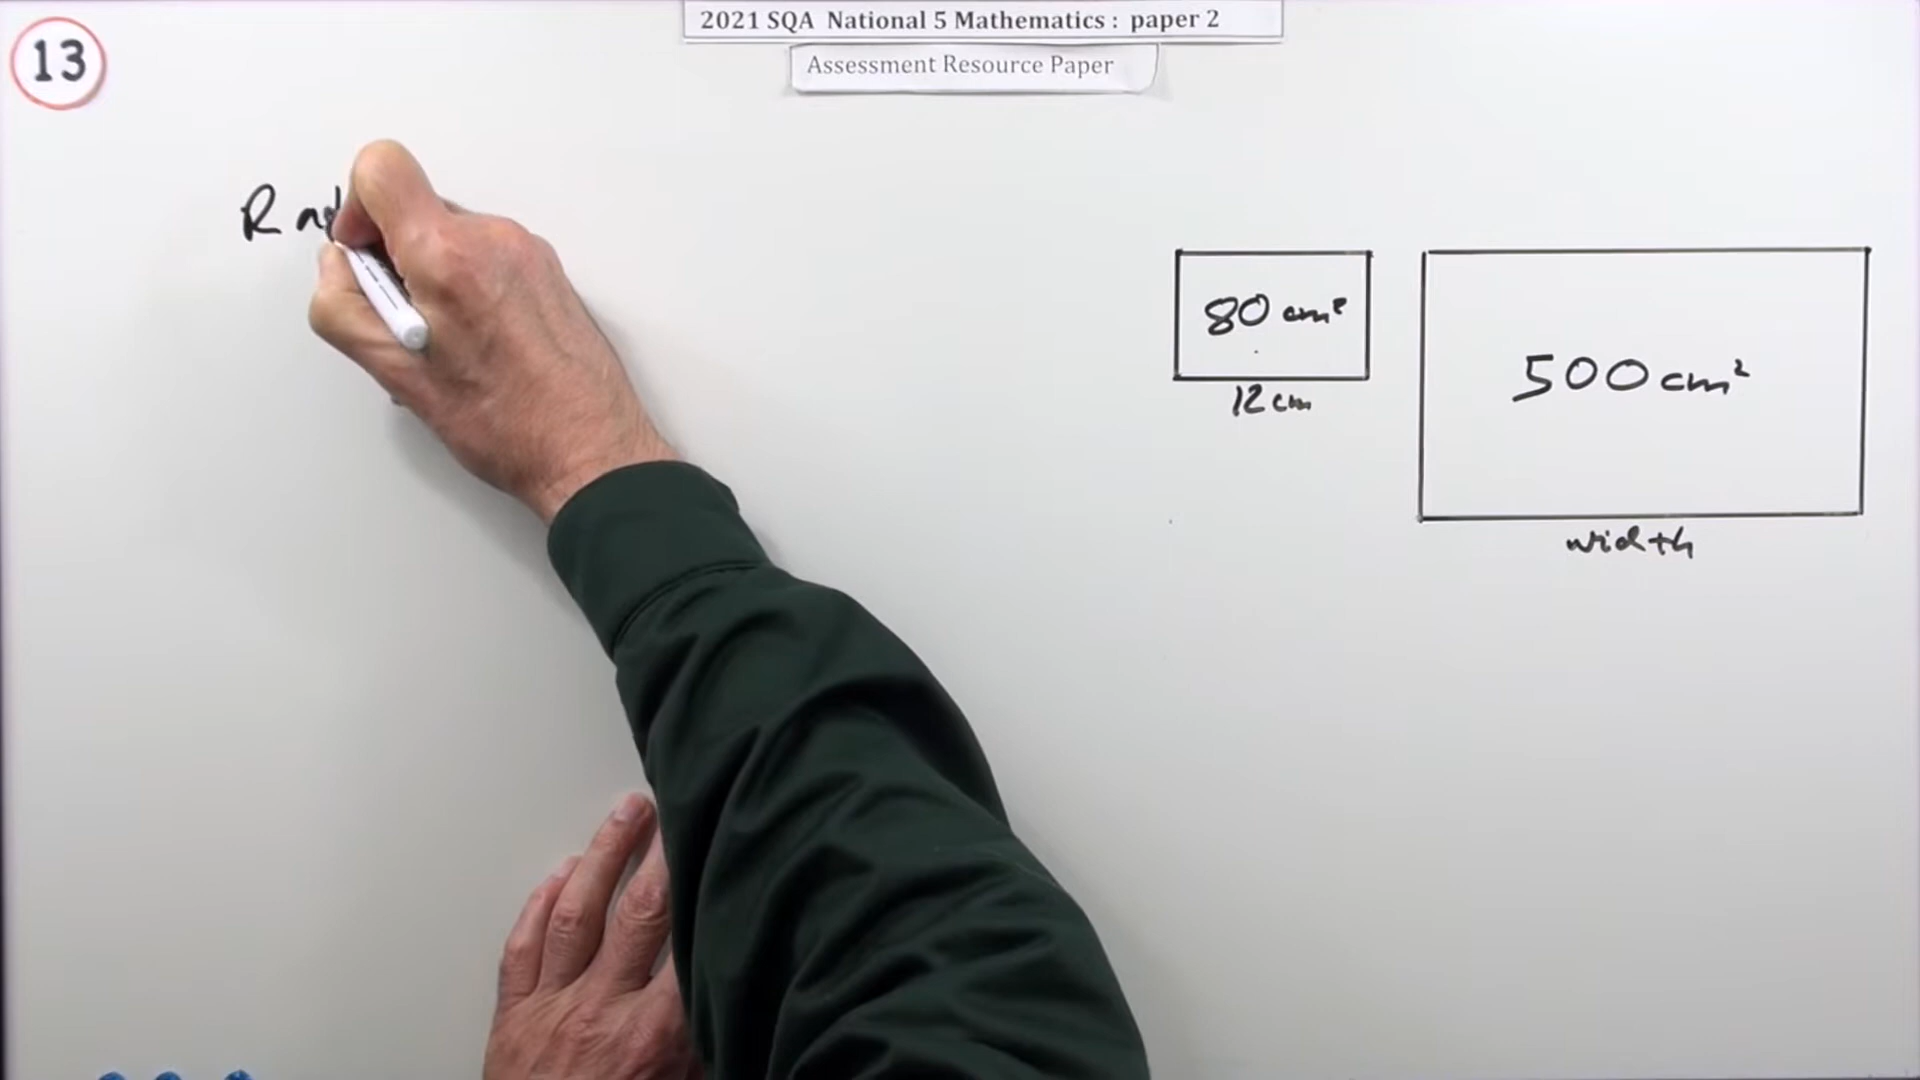 13
2021 SQA National 5 Mathematics : paper 2
Assessment Resource Paper
80 cm²
12 cm
500 cm²
width